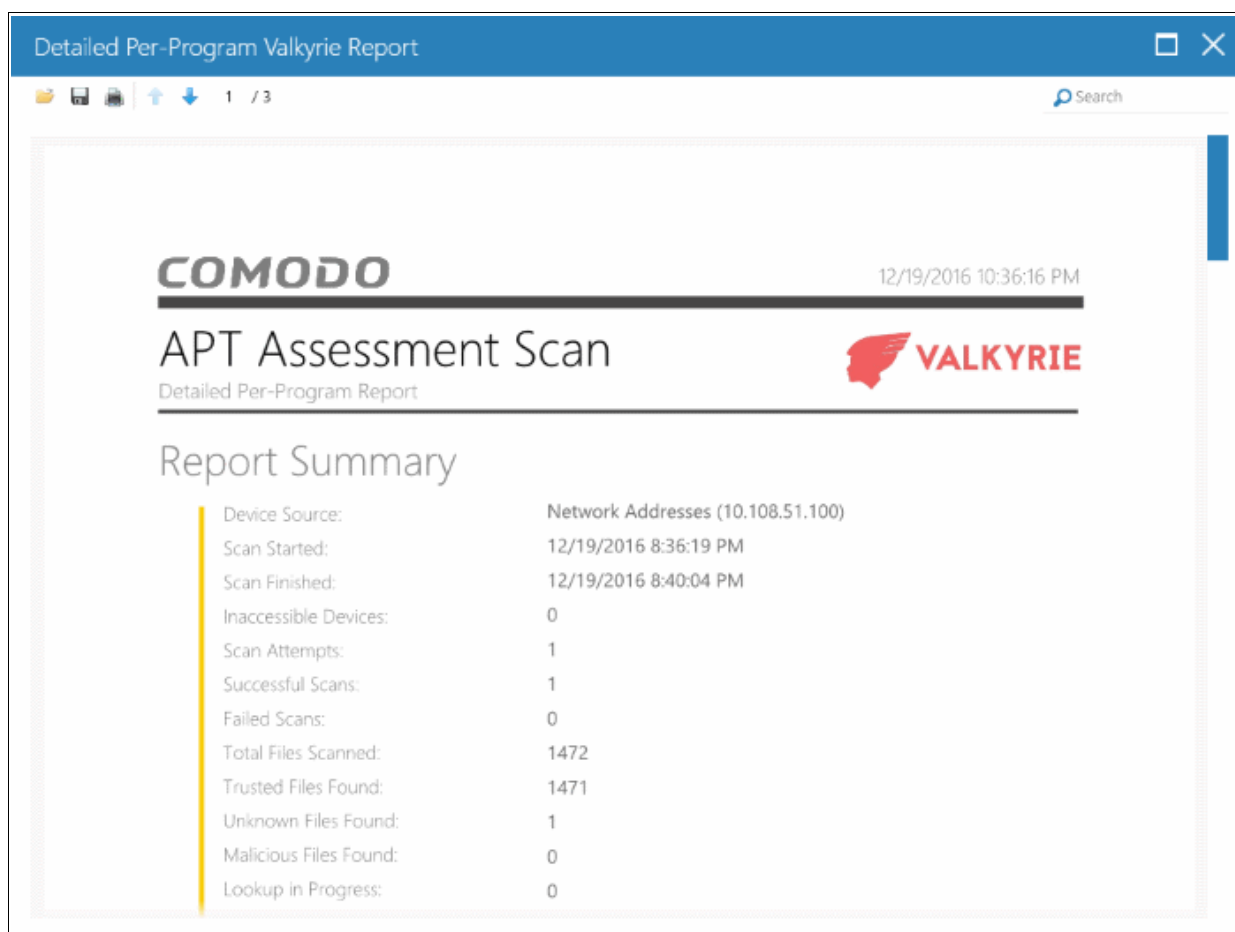 Detailed Per-Program Valkyrie Report
1 / 3
Search
COMODO
12/19/2016 10:36:16 PM
APT Assessment Scan
VALKYRIE
Detailed Per-Program Report
Report Summary
Device Source: Network Addresses (10.108.51.100)
Scan Started: 12/19/2016 8:36:19 PM
Scan Finished: 12/19/2016 8:40:04 PM
Inaccessible Devices: 0
Scan Attempts: 1
Successful Scans: 1
Failed Scans: 0
Total Files Scanned: 1472
Trusted Files Found: 1471
Unknown Files Found: 1
Malicious Files Found: 0
Lookup in Progress: 0